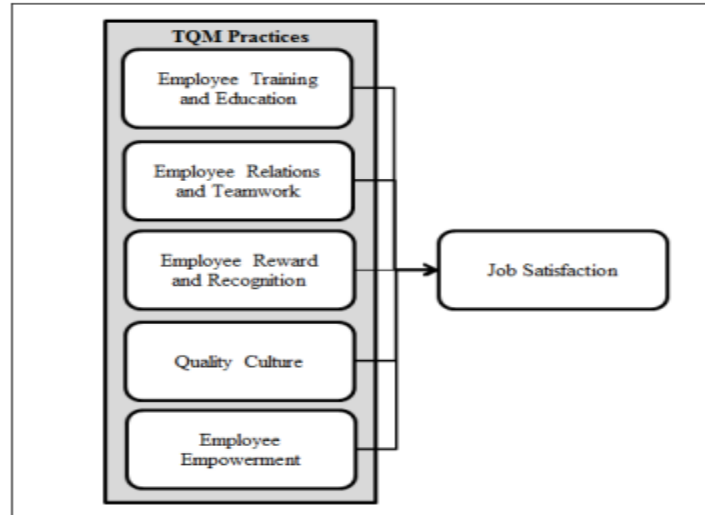 TQM Practices
Employee Training
and Education
Employee Relations
and Teamwork
Employee Reward
and Recognition
Quality Culture
Employee
Empowerment
Job Satisfaction